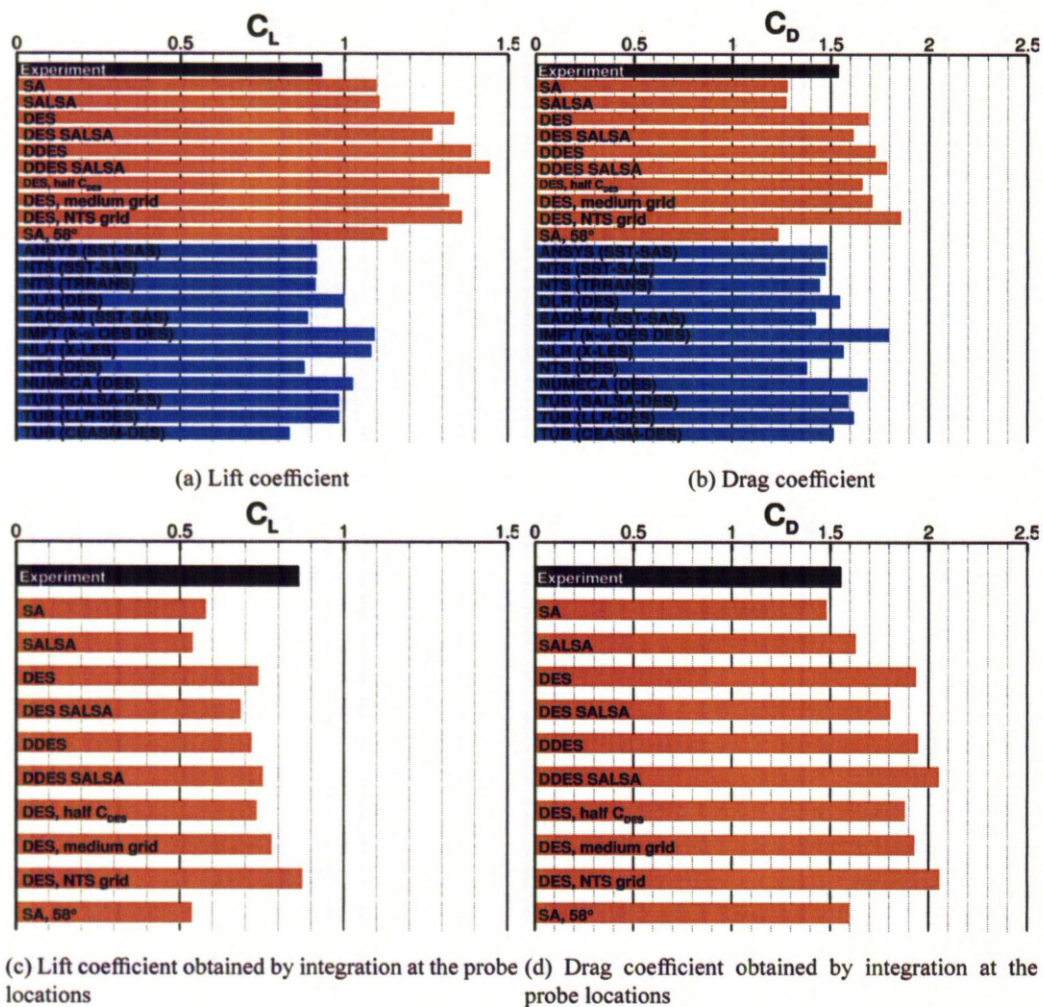 C_L
0 0.5 1 1.5
Experiment
SA
SALSA
DES
DES SALSA
DDES
DDES SALSA
DES, half C_DES
DES, medium grid
DES, NTS grid
SA, 58º
ANSYS (SST-SAS)
NTS (SST-SAS)
NTS (TRRANS)
DLR (DES)
EADS-M (SST-SAS)
IMFT (k-ω OES DES)
NLR (X-LES)
NTS (DES)
NUMECA (DES)
TUB (SALSA-DES)
TUB (LLR-DES)
TUB (CEASM-DES)
(a) Lift coefficient
C_D
0 0.5 1 1.5 2 2.5
Experiment
SA
SALSA
DES
DES SALSA
DDES
DDES SALSA
DES, half C_DES
DES, medium grid
DES, NTS grid
SA, 58º
ANSYS (SST-SAS)
NTS (SST-SAS)
NTS (TRRANS)
DLR (DES)
EADS-M (SST-SAS)
IMFT (k-ω OES DES)
NLR (X-LES)
NTS (DES)
NUMECA (DES)
TUB (SALSA-DES)
TUB (LLR-DES)
TUB (CEASM-DES)
(b) Drag coefficient
C_L
0 0.5 1 1.5
Experiment
SA
SALSA
DES
DES SALSA
DDES
DDES SALSA
DES, half C_DES
DES, medium grid
DES, NTS grid
SA, 58º
(c) Lift coefficient obtained by integration at the probe
locations
C_D
0 0.5 1 1.5 2 2.5
Experiment
SA
SALSA
DES
DES SALSA
DDES
DDES SALSA
DES, half C_DES
DES, medium grid
DES, NTS grid
SA, 58º
(d) Drag coefficient obtained by integration at the
probe locations